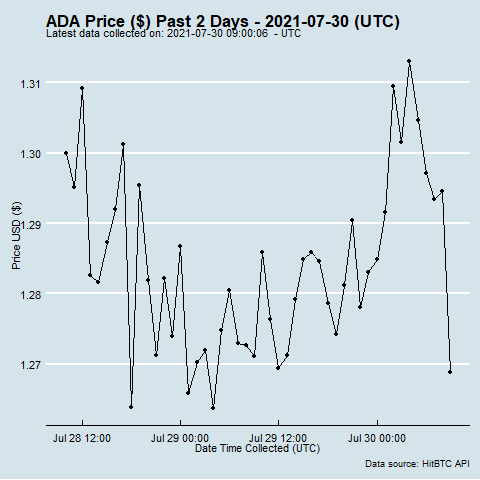 ADA Price ($) Past 2 Days - 2021-07-30 (UTC)
Latest data collected on: 2021-07-30 09:00:06 - UTC
1.31
1.30
1.29
1.28
1.27
Price USD ($)
Jul 28 12:00 Jul 29 00:00 Jul 29 12:00 Jul 30 00:00
Date Time Collected (UTC)
Data source: HitBTC API